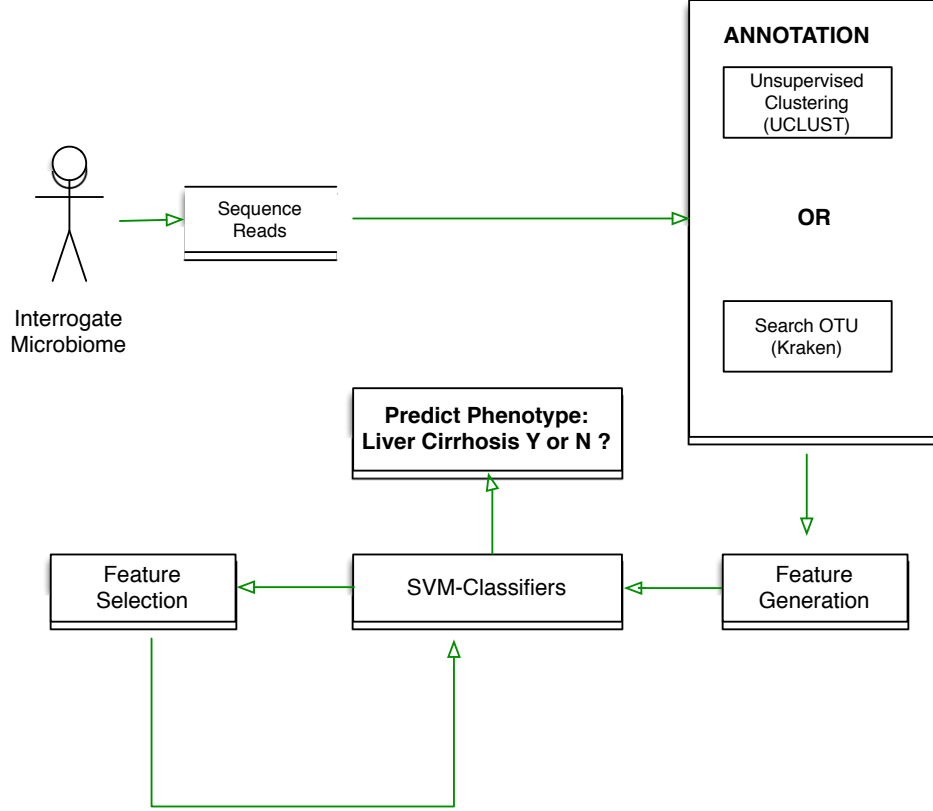 ANNOTATION
Unsupervised
Clustering
(UCLUST)
Sequence
Reads
OR
Interrogate
Microbiome
Search OTU
(Kraken)
Predict Phenotype:
Liver Cirrhosis Y or N ?
Feature
Selection
SVM-Classifiers
Feature
Generation